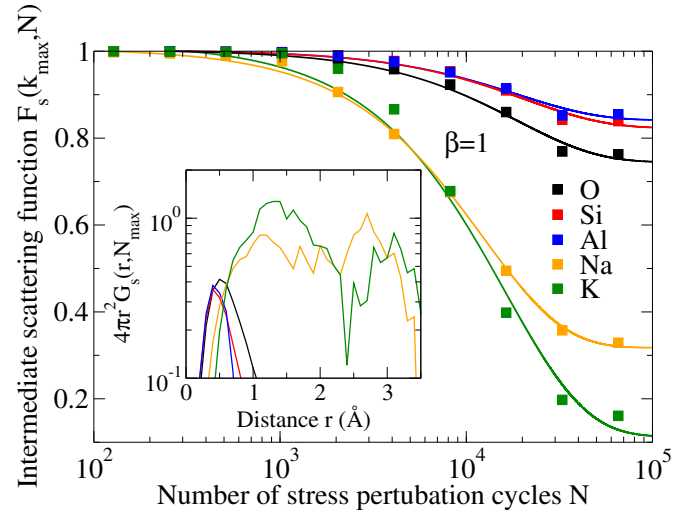 Intermediate scattering function F_s(k_max,N)
1
0.8
0.6
0.4
0.2
β=1
O
Si
Al
Na
K
4πr²G_s(r,N_max)
10⁰
10⁻¹
0 1 2 3
Distance r (Å)
10² 10³ 10⁴ 10⁵
Number of stress pertubation cycles N